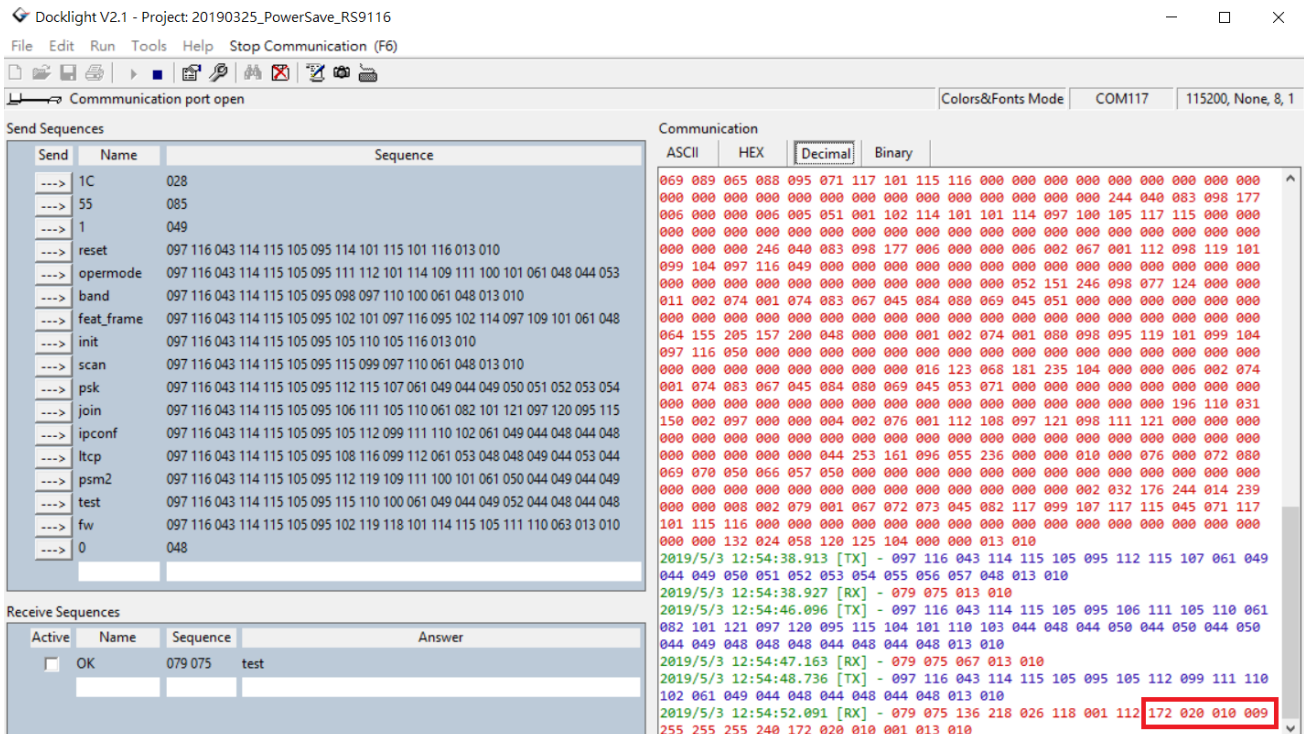 Docklight V2.1 - Project: 20190325_PowerSave_RS9116
File Edit Run Tools Help Stop Communication (F6)
Commmunication port open Colors&Fonts Mode COM117 115200, None, 8, 1
Send Sequences
Send Name Sequence
---> 1C 028
---> 55 085
---> 1 049
---> reset 097 116 043 114 115 105 095 114 101 115 101 116 013 010
---> opermode 097 116 043 114 115 105 095 111 112 101 114 109 111 100 101 061 048 044 053
---> band 097 116 043 114 115 105 095 098 097 110 100 061 048 013 010
---> feat_frame 097 116 043 114 115 105 095 102 101 097 116 095 102 114 097 109 101 061 048
---> init 097 116 043 114 115 105 095 105 110 105 116 013 010
---> scan 097 116 043 114 115 105 095 115 099 097 110 061 048 013 010
---> psk 097 116 043 114 115 105 095 112 115 107 061 049 044 049 050 051 052 053 054
---> join 097 116 043 114 115 105 095 106 111 105 110 061 082 101 121 097 120 095 115
---> ipconf 097 116 043 114 115 105 095 105 112 099 111 110 102 061 049 044 048 044 048
---> ltcp 097 116 043 114 115 105 095 108 116 099 112 061 053 048 048 049 044 053 044
---> psm2 097 116 043 114 115 105 095 112 119 109 111 100 101 061 050 044 049 044 049
---> test 097 116 043 114 115 105 095 115 110 100 061 049 044 049 052 044 048 044 048
---> fw 097 116 043 114 115 105 095 102 119 118 101 114 115 105 111 110 063 013 010
---> 0 048
Receive Sequences
Active Name Sequence Answer
OK 079 075 test
Communication
ASCII HEX Decimal Binary
069 089 065 088 095 071 117 101 115 116 000 000 000 000 000 000 000 000 000
000 000 000 000 000 000 000 000 000 000 000 000 000 000 244 040 083 098 177
006 000 000 000 006 005 051 001 102 114 101 101 114 097 100 105 117 115 000 000
000 000 000 000 000 000 000 000 000 000 000 000 000 000 000 000 000 000 000
000 000 000 246 040 083 098 177 006 000 000 000 006 002 067 001 112 098 119 101
099 104 097 116 049 000 000 000 000 000 000 000 000 000 000 000 000 000 000
000 000 000 000 000 000 000 000 000 000 000 052 151 246 098 077 124 000 000 000
011 002 074 001 074 083 067 045 084 080 069 045 051 000 000 000 000 000 000
000 000 000 000 000 000 000 000 000 000 000 000 000 000 000 000 000 000 000
064 155 205 157 200 048 000 000 000 001 002 074 001 080 098 095 119 101 099 104
097 116 050 000 000 000 000 000 000 000 000 000 000 000 000 000 000 000 000
000 000 000 000 000 000 000 000 016 123 068 181 235 104 000 000 000 006 002 074
001 074 083 067 045 084 080 069 045 053 071 000 000 000 000 000 000 000 000
000 000 000 000 000 000 000 000 000 000 000 000 000 000 000 000 196 110 031
150 002 097 000 000 000 004 002 076 001 112 108 097 121 098 111 121 000 000 000
000 000 000 000 000 000 000 000 000 000 000 000 000 000 000 000 000 000 000
000 000 000 000 000 044 253 161 096 055 236 000 000 000 010 000 076 000 072 080
069 070 050 066 057 050 000 000 000 000 000 000 000 000 000 000 000 000 000
000 000 000 000 000 000 000 000 000 000 000 000 000 002 032 176 244 014 239
000 000 000 008 002 079 001 067 072 073 045 082 117 099 107 117 115 045 071 117
101 115 116 000 000 000 000 000 000 000 000 000 000 000 000 000 000 000 000
000 000 132 024 058 120 125 104 000 000 013 010
2019/5/3 12:54:38.913 [TX] - 097 116 043 114 115 105 095 112 115 107 061 049
044 049 050 051 052 053 054 055 056 057 048 013 010
2019/5/3 12:54:38.927 [RX] - 079 075 013 010
2019/5/3 12:54:46.096 [TX] - 097 116 043 114 115 105 095 106 111 105 110 061
082 101 121 097 120 095 115 104 101 110 103 044 048 044 050 044 050 044 050
044 049 048 048 048 044 048 044 048 013 010
2019/5/3 12:54:47.163 [RX] - 079 075 067 013 010
2019/5/3 12:54:48.736 [TX] - 097 116 043 114 115 105 095 105 112 099 111 110
102 061 049 044 048 044 048 044 048 013 010
2019/5/3 12:54:52.091 [RX] - 079 075 136 218 026 118 001 112 172 020 010 009
255 255 255 240 172 020 010 001 013 010